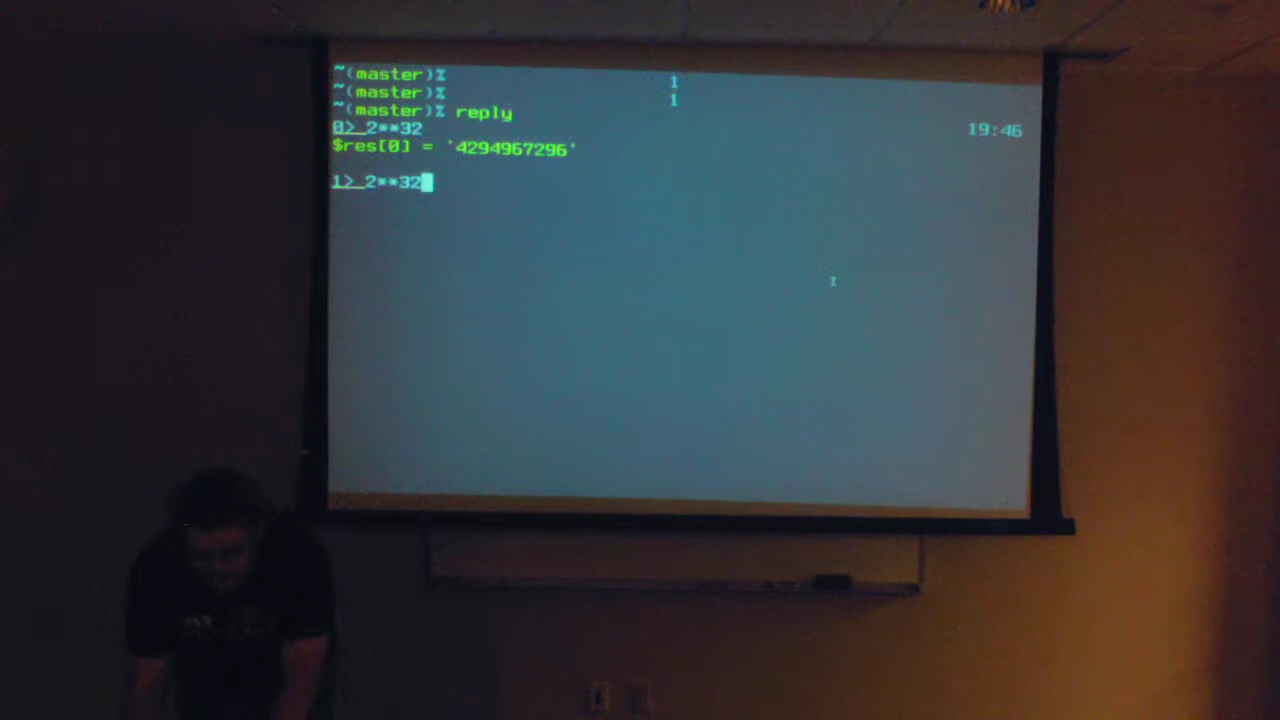 ~(master)% 1
~(master)% 1
~(master)% reply
0> 2**32 19:46
$res[0] = '4294967296'
1> 2**32